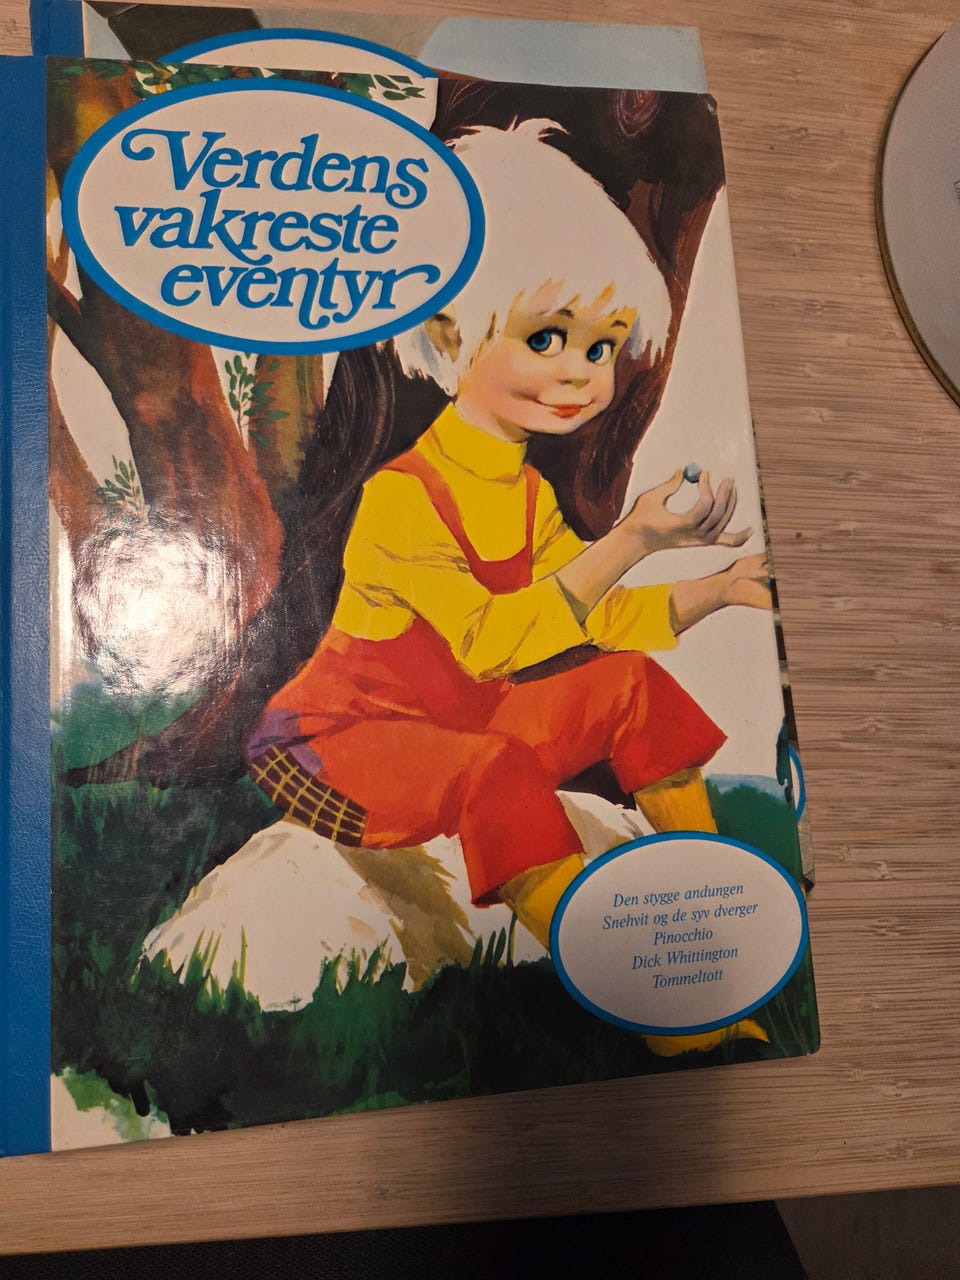 Verdens
vakreste
eventyr
Den stygge andungen
Snehvit og de syv dverger
Pinocchio
Dick Whittington
Tommeltott